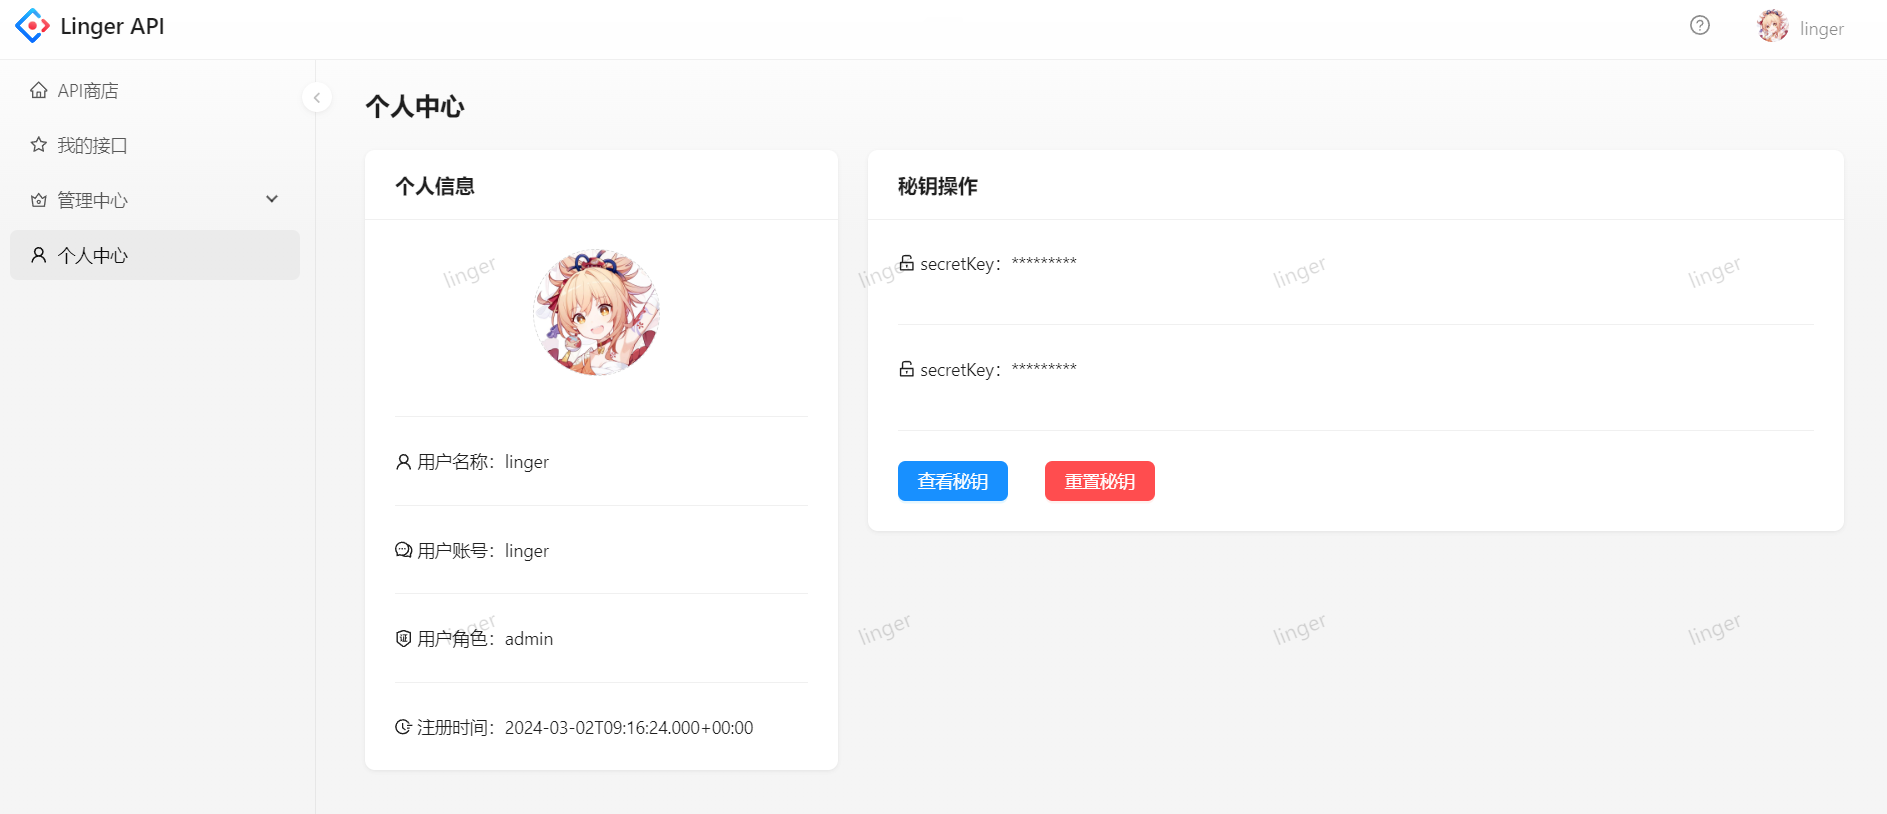 Linger API
linger
API商店
我的接口
管理中心
个人中心
个人中心
个人信息
用户名称：linger
用户账号：linger
用户角色：admin
注册时间：2024-03-02T09:16:24.000+00:00
秘钥操作
secretKey：*********
secretKey：*********
查看秘钥
重置秘钥
linger
linger
linger
linger
linger
linger
linger
linger